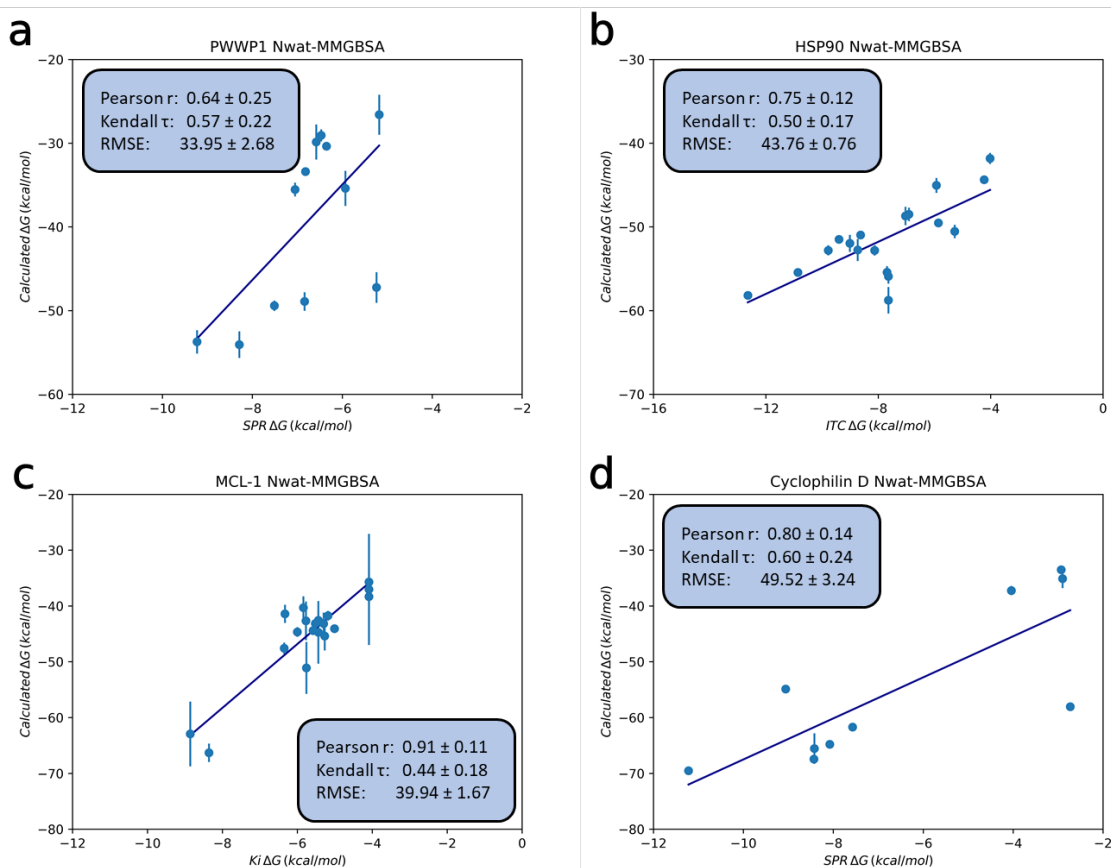 a
PWWP1 Nwat-MMGBSA
Pearson r: 0.64 ± 0.25
Kendall τ: 0.57 ± 0.22
RMSE: 33.95 ± 2.68
−20
−30
−40
−50
−60
Calculated ΔG (kcal/mol)
−12
−10
−8
−6
−4
−2
SPR ΔG (kcal/mol)
b
HSP90 Nwat-MMGBSA
Pearson r: 0.75 ± 0.12
Kendall τ: 0.50 ± 0.17
RMSE: 43.76 ± 0.76
−30
−40
−50
−60
−70
Calculated ΔG (kcal/mol)
−16
−12
−8
−4
0
ITC ΔG (kcal/mol)
c
MCL-1 Nwat-MMGBSA
−20
−30
−40
−50
−60
−70
−80
Calculated ΔG (kcal/mol)
Pearson r: 0.91 ± 0.11
Kendall τ: 0.44 ± 0.18
RMSE: 39.94 ± 1.67
−12
−10
−8
−6
−4
−2
0
Ki ΔG (kcal/mol)
d
Cyclophilin D Nwat-MMGBSA
Pearson r: 0.80 ± 0.14
Kendall τ: 0.60 ± 0.24
RMSE: 49.52 ± 3.24
−20
−30
−40
−50
−60
−70
−80
Calculated ΔG (kcal/mol)
−12
−10
−8
−6
−4
−2
SPR ΔG (kcal/mol)